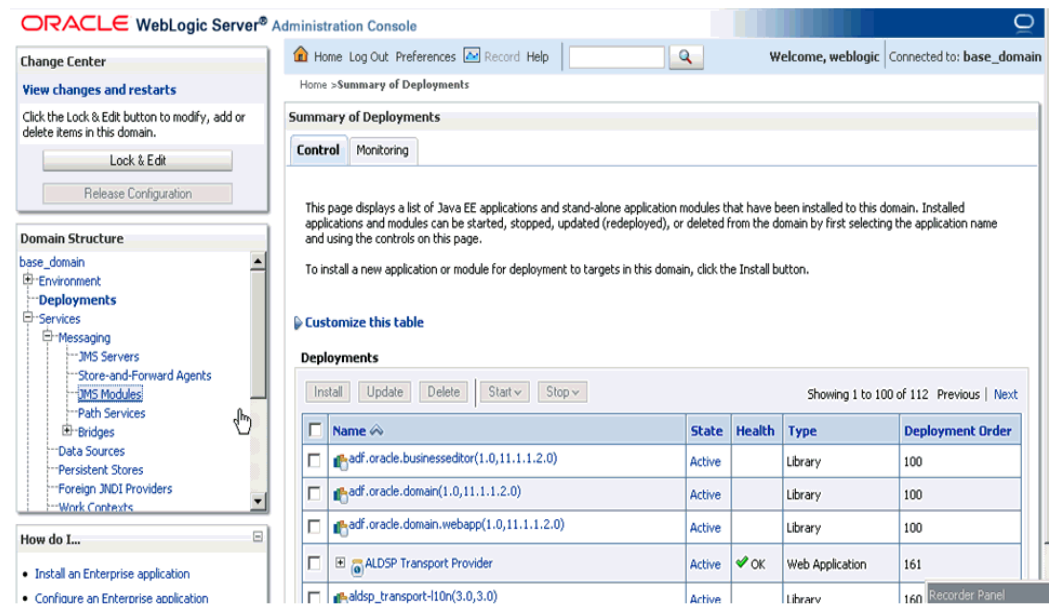 ORACLE WebLogic Server® Administration Console
Change Center
View changes and restarts
Click the Lock & Edit button to modify, add or
delete items in this domain.
Lock & Edit
Release Configuration
Domain Structure
base_domain
Environment
Deployments
Services
Messaging
JMS Servers
Store-and-Forward Agents
JMS Modules
Path Services
Bridges
Data Sources
Persistent Stores
Foreign JNDI Providers
Work Contexts
How do I...
Install an Enterprise application
Configure an Enterprise application
Home Log Out Preferences Record Help
Welcome, weblogic Connected to: base_domain
Home >Summary of Deployments
Summary of Deployments
Control Monitoring
This page displays a list of Java EE applications and stand-alone application modules that have been installed to this domain. Installed
applications and modules can be started, stopped, updated (redeployed), or deleted from the domain by first selecting the application name
and using the controls on this page.
To install a new application or module for deployment to targets in this domain, click the Install button.
Customize this table
Deployments
Install Update Delete Start Stop Showing 1 to 100 of 112 Previous | Next
Name State Health Type Deployment Order
adf.oracle.businesseditor(1.0,11.1.1.2.0) Active Library 100
adf.oracle.domain(1.0,11.1.1.2.0) Active Library 100
adf.oracle.domain.webapp(1.0,11.1.1.2.0) Active Library 100
ALDSP Transport Provider Active OK Web Application 161
aldsp_transport-l10n(3.0,3.0) Active Library 160
Recorder Panel